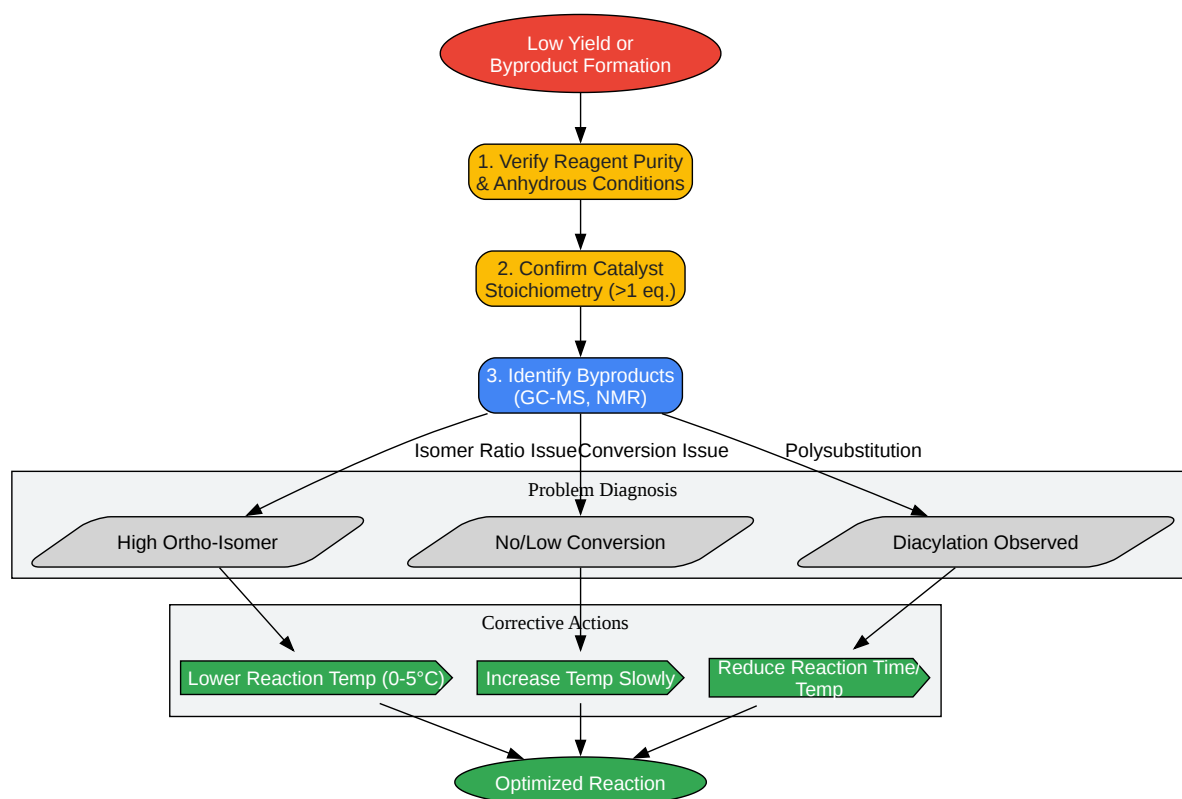 Low Yield or
Byproduct Formation
1. Verify Reagent Purity
& Anhydrous Conditions
2. Confirm Catalyst
Stoichiometry (>1 eq.)
3. Identify Byproducts
(GC-MS, NMR)
Isomer Ratio Issue
Conversion Issue
Polysubstitution
Problem Diagnosis
High Ortho-Isomer
No/Low Conversion
Diacylation Observed
Corrective Actions
Lower Reaction Temp (0-5°C)
Increase Temp Slowly
Reduce Reaction Time/
Temp
Optimized Reaction